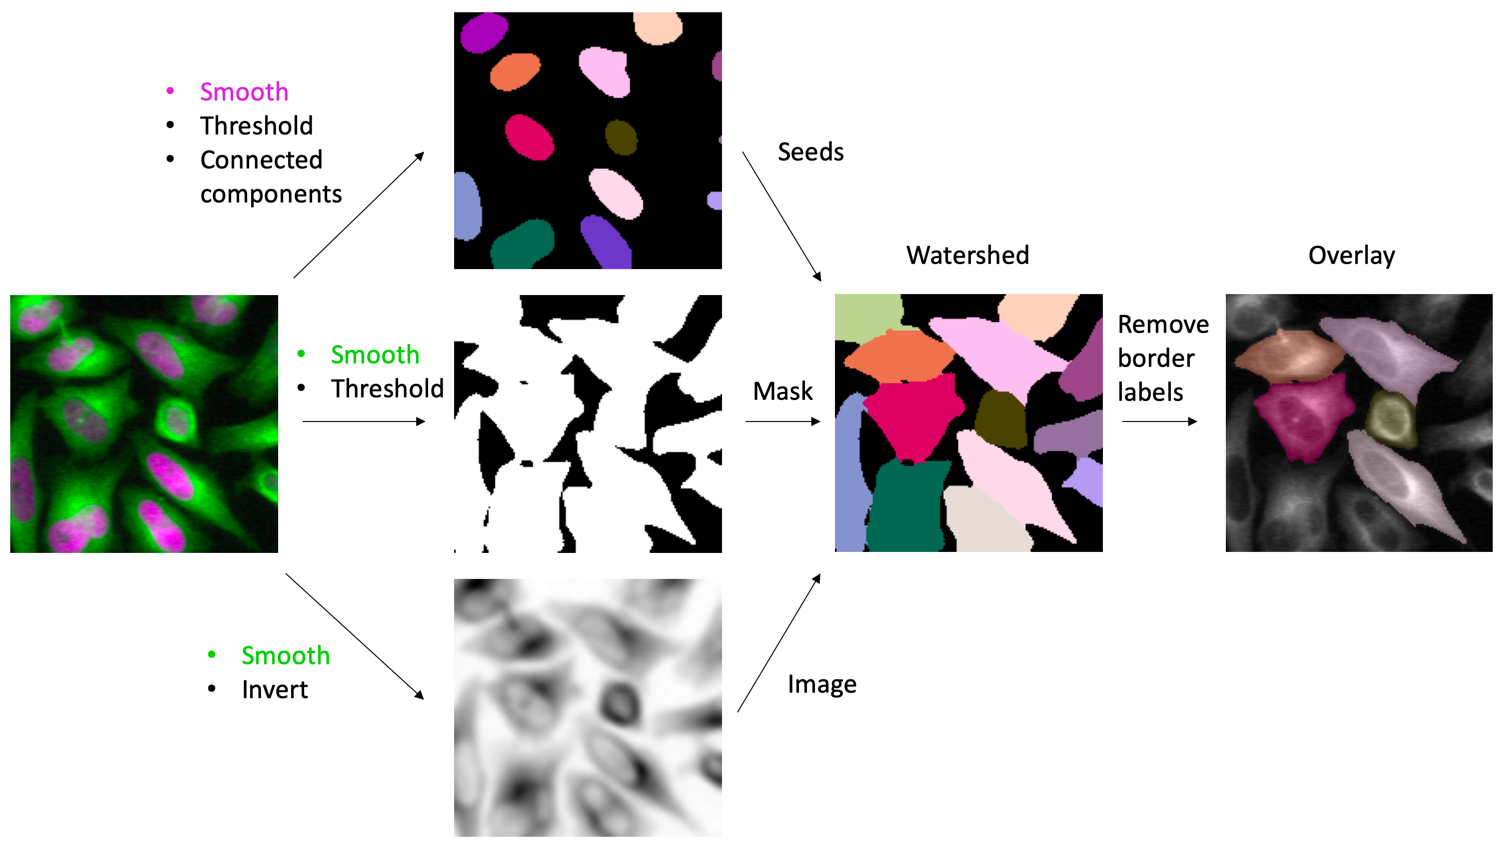 • Smooth
• Threshold
• Connected
components
Seeds
Watershed
Overlay
• Smooth
• Threshold
Mask
Remove
border
labels
• Smooth
• Invert
Image